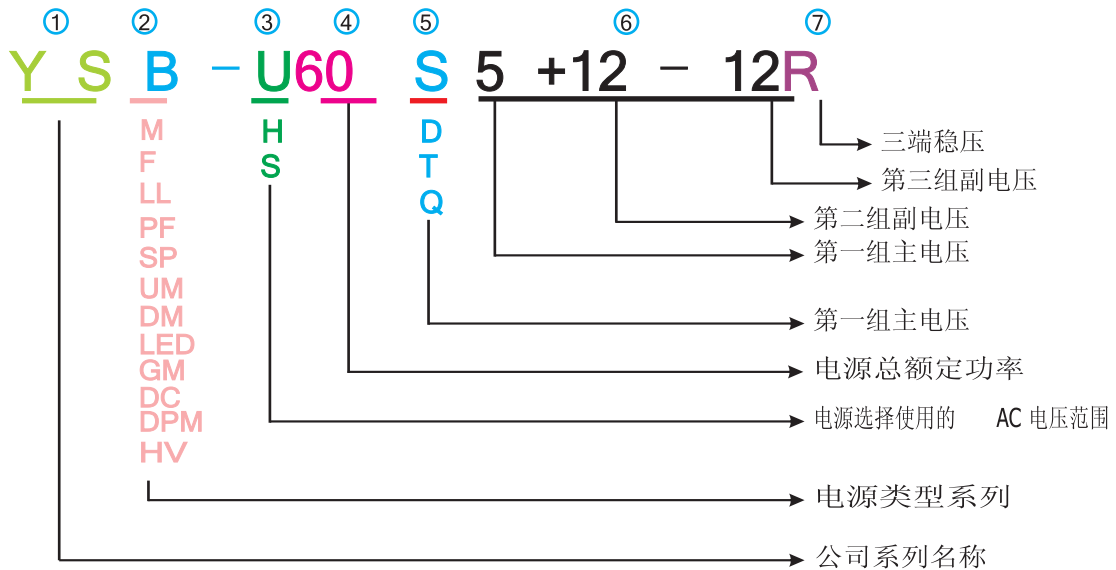 ① ② ③ ④ ⑤ ⑥ ⑦
Y S B - U60 S 5 +12 - 12R
M
F
LL
PF
SP
UM
DM
LED
GM
DC
DPM
HV
H
S
D
T
Q
三端稳压
第三组副电压
第二组副电压
第一组主电压
第一组主电压
电源总额定功率
电源选择使用的 AC 电压范围
电源类型系列
公司系列名称